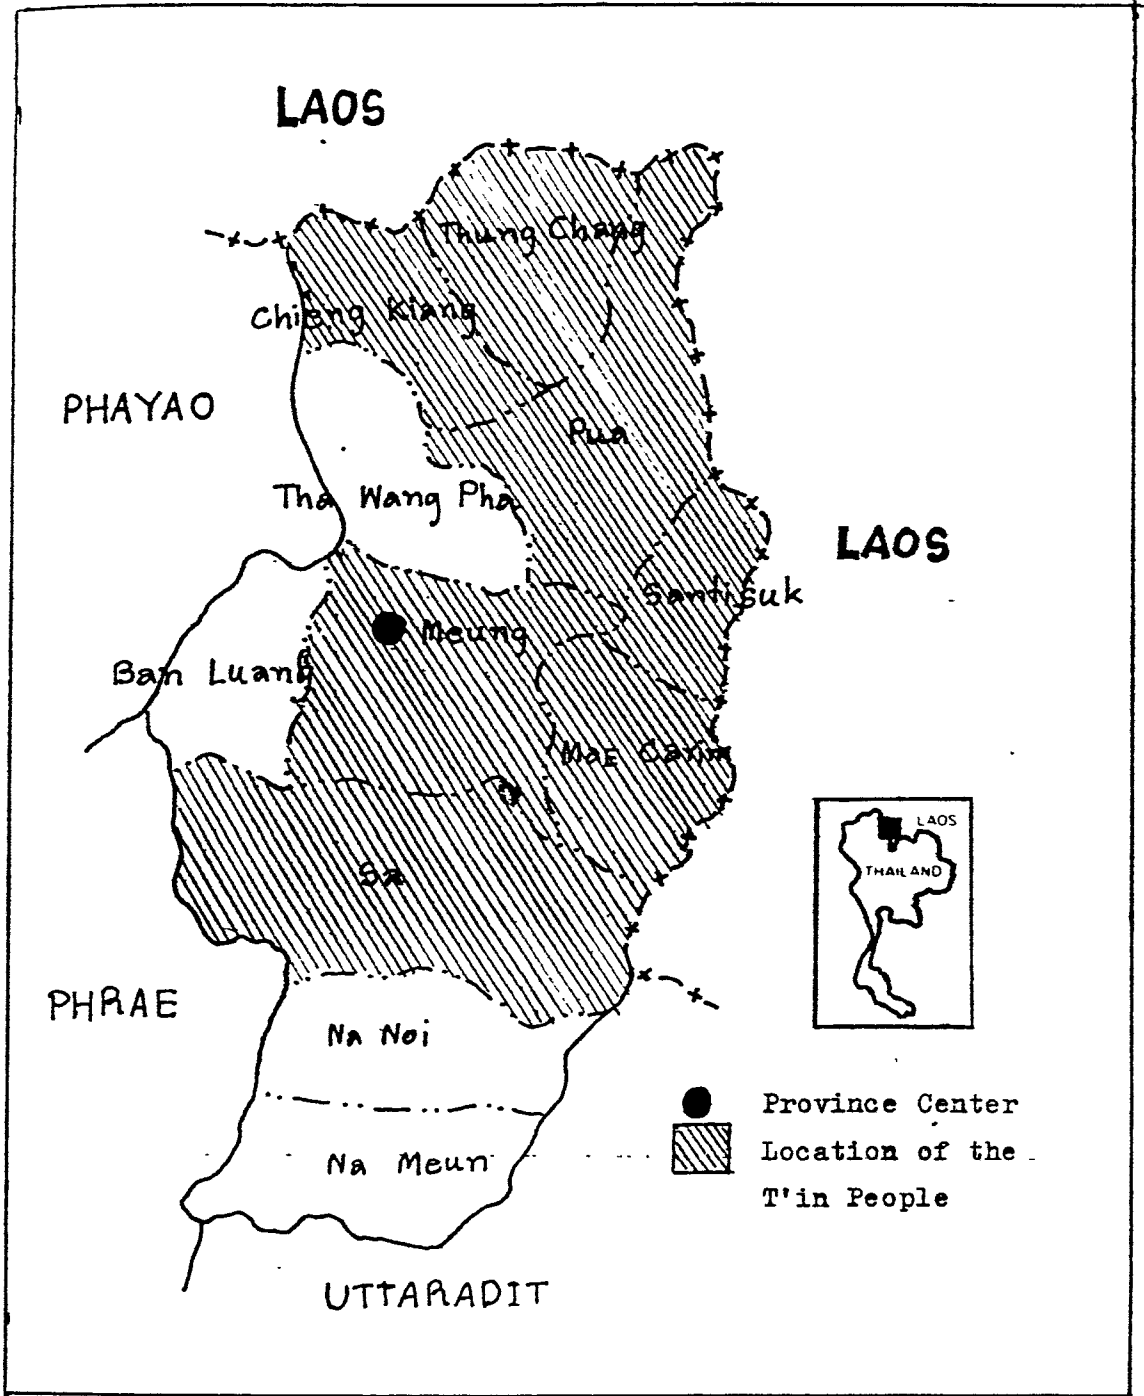 LAOS
Thung Chang
Chieng Kiang
PHAYAO
Pua
Tha Wang Pha
LAOS
Santisuk
Meung
Ban Luang
Mae Carim
LAOS
THAILAND
Sa
PHRAE
Na Noi
Province Center
Location of the
T'in People
Na Meun
UTTARADIT